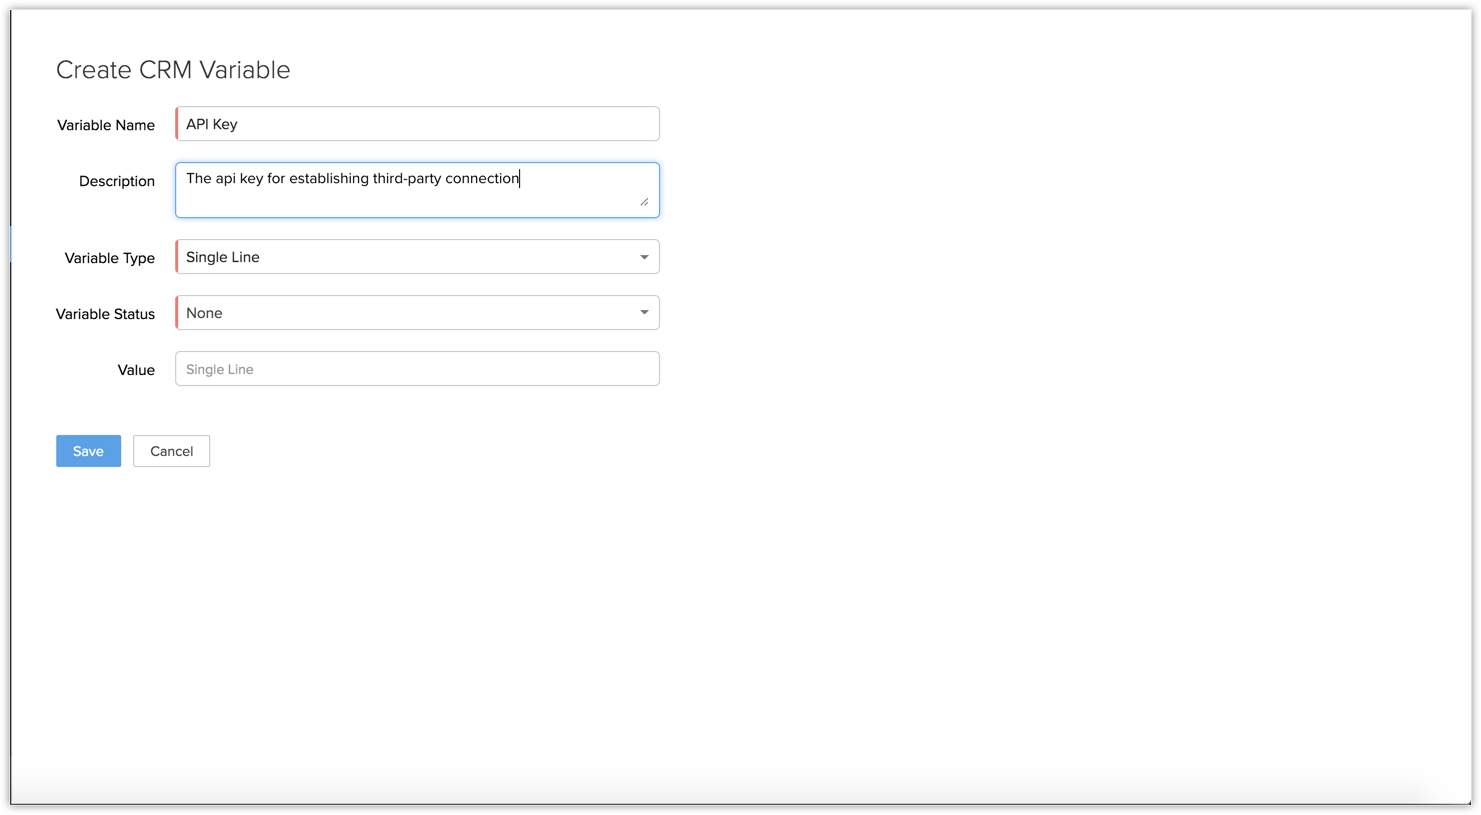 Create CRM Variable
Variable Name
API Key
Description
The api key for establishing third-party connection
Variable Type
Single Line
Variable Status
None
Value
Single Line
Save
Cancel